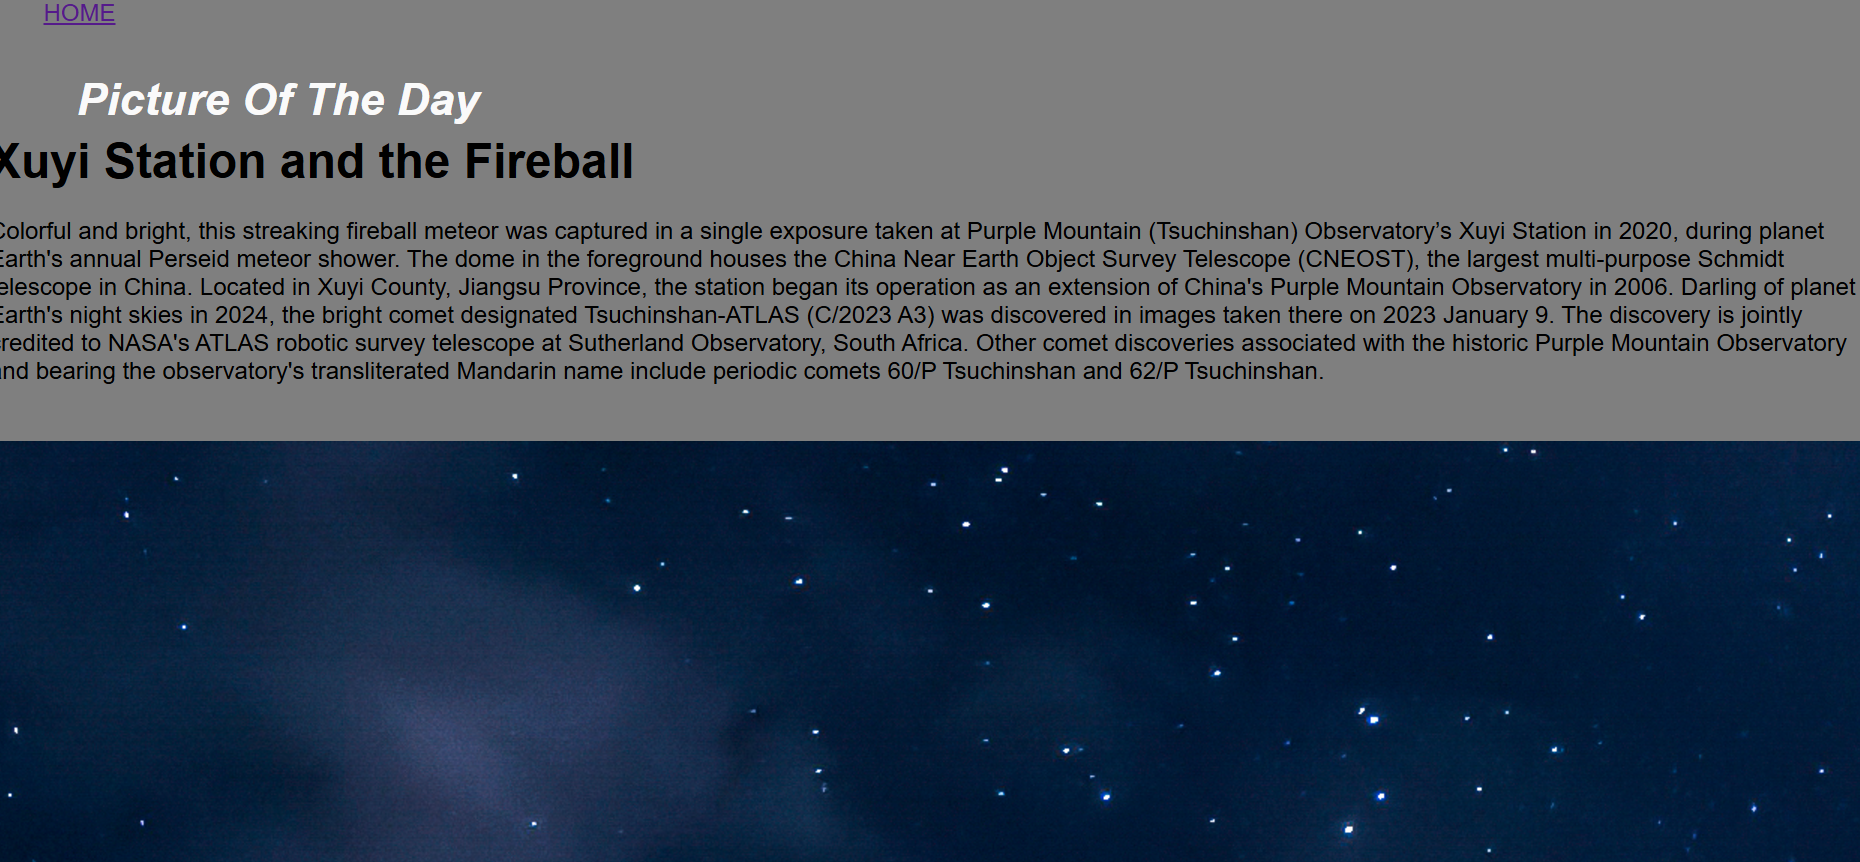 HOME
Picture Of The Day
Xuyi Station and the Fireball
Colorful and bright, this streaking fireball meteor was captured in a single exposure taken at Purple Mountain (Tsuchinshan) Observatory’s Xuyi Station in 2020, during planet
Earth's annual Perseid meteor shower. The dome in the foreground houses the China Near Earth Object Survey Telescope (CNEOST), the largest multi-purpose Schmidt
telescope in China. Located in Xuyi County, Jiangsu Province, the station began its operation as an extension of China's Purple Mountain Observatory in 2006. Darling of planet
Earth's night skies in 2024, the bright comet designated Tsuchinshan-ATLAS (C/2023 A3) was discovered in images taken there on 2023 January 9. The discovery is jointly
credited to NASA's ATLAS robotic survey telescope at Sutherland Observatory, South Africa. Other comet discoveries associated with the historic Purple Mountain Observatory
and bearing the observatory's transliterated Mandarin name include periodic comets 60/P Tsuchinshan and 62/P Tsuchinshan.